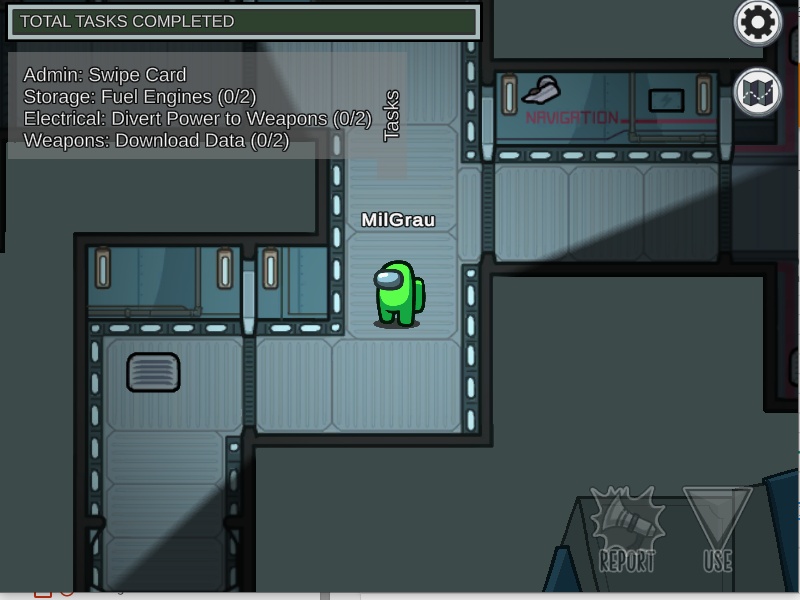 TOTAL TASKS COMPLETED
Admin: Swipe Card
Storage: Fuel Engines (0/2)
Electrical: Divert Power to Weapons (0/2)
Weapons: Download Data (0/2)
Tasks
NAVIGATION
MilGrau
REPORT
USE